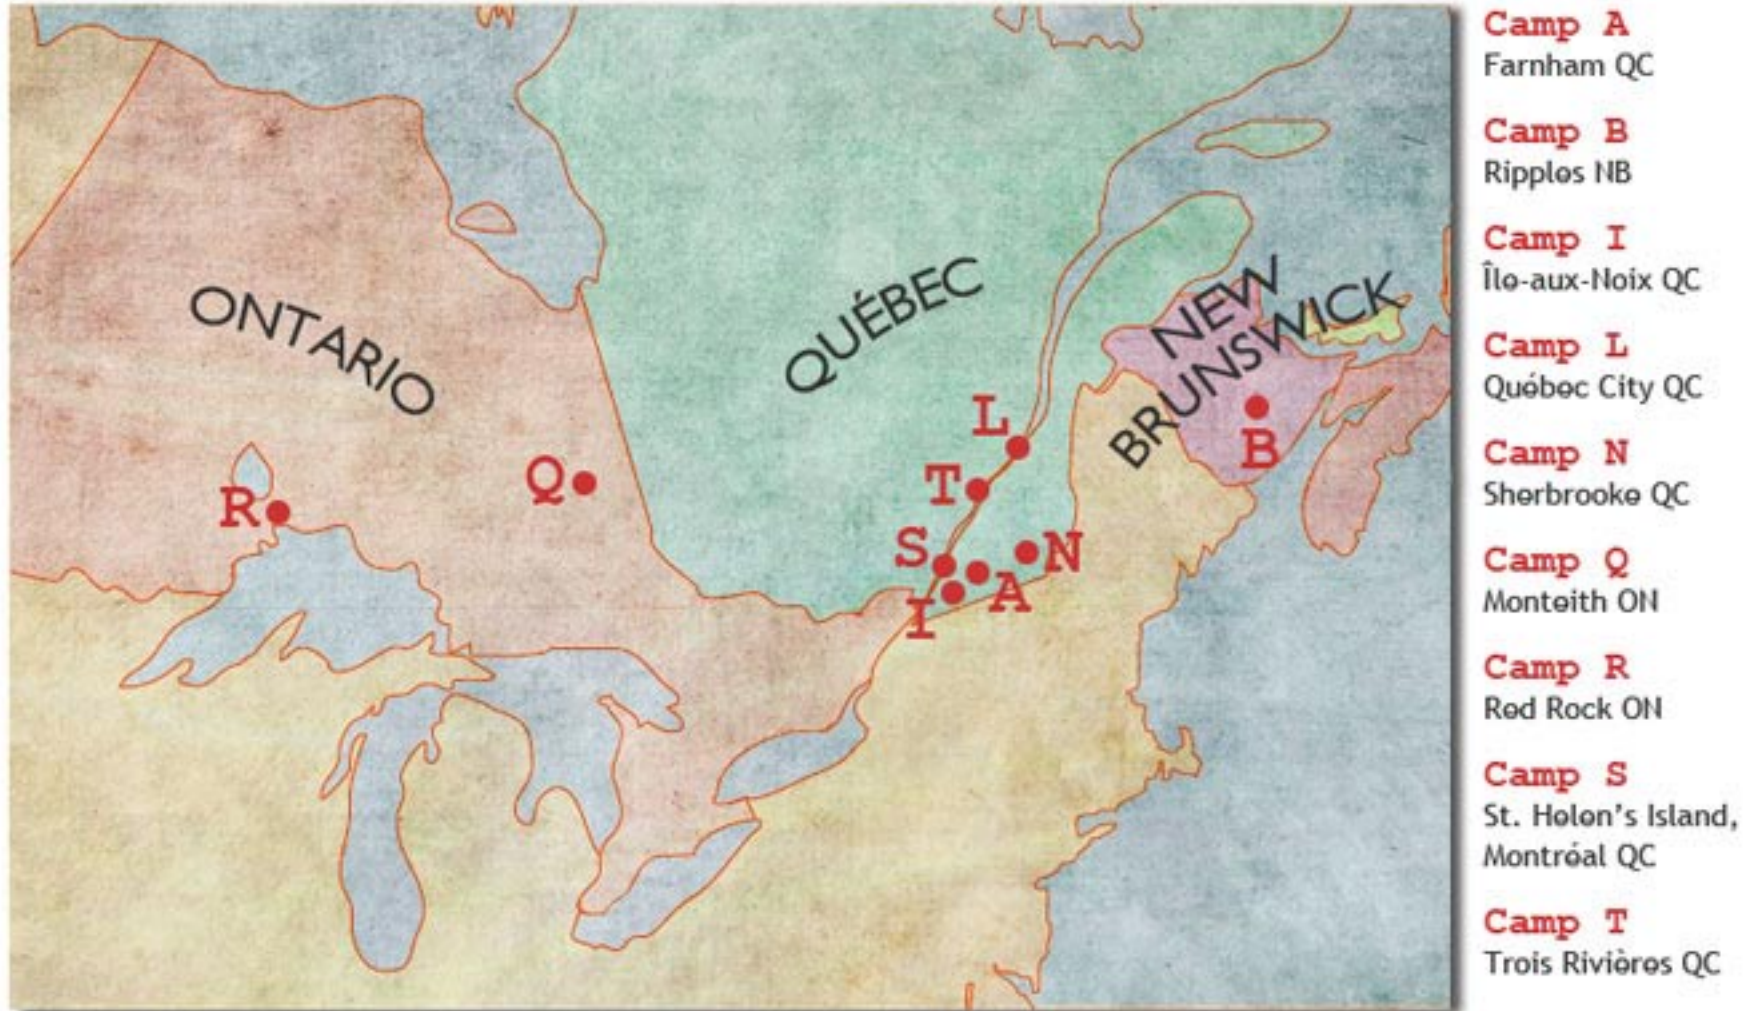 ONTARIO
QUÉBEC
NEW
BRUNSWICK
L
B
T
Q
R
S
N
A
I
Camp A
Farnham QC
Camp B
Ripples NB
Camp I
Île-aux-Noix QC
Camp L
Québec City QC
Camp N
Sherbrooke QC
Camp Q
Monteith ON
Camp R
Red Rock ON
Camp S
St. Helen's Island,
Montréal QC
Camp T
Trois Rivières QC